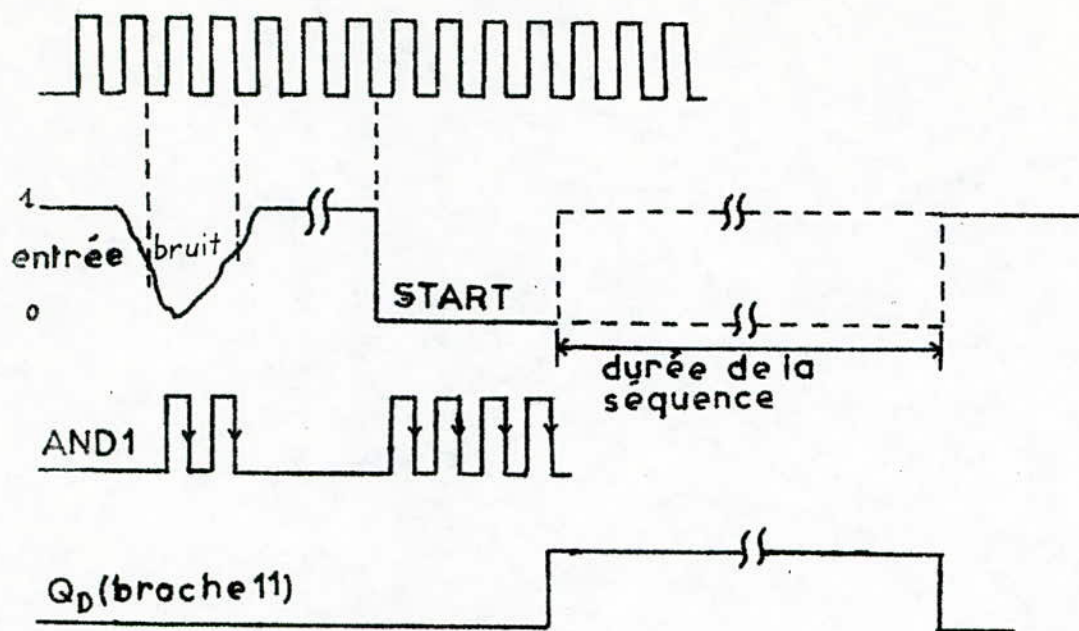 1
entrée
bruit
0
START
durée de la
séquence
AND1
QD (broche 11)